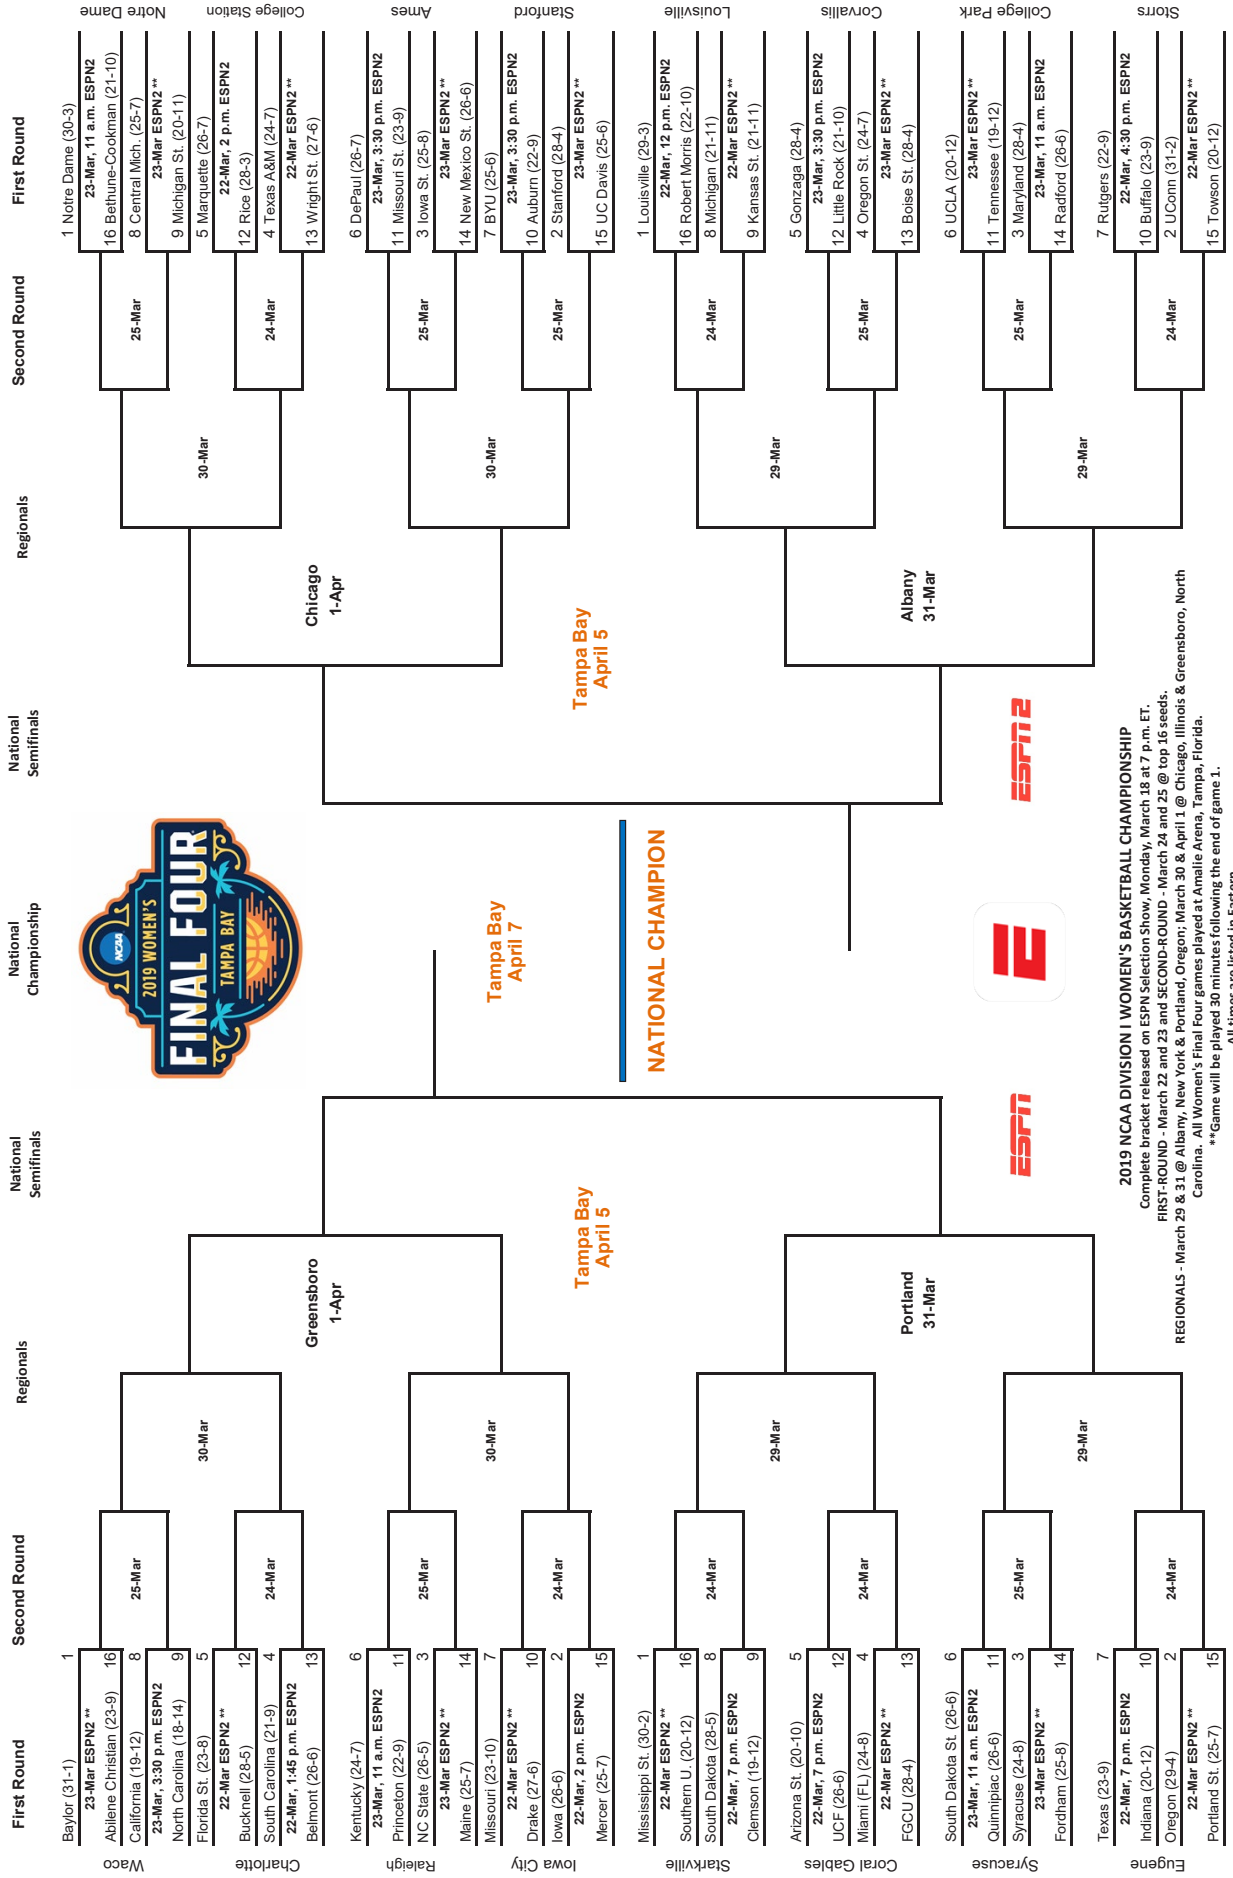 First Round
Second Round
Regionals
National
Semifinals
National
Championship
National
Semifinals
Regionals
Second Round
First Round
Waco
Baylor (31-1) 1
23-Mar ESPN2 **
Abilene Christian (23-9) 16
California (19-12) 8
23-Mar, 3:30 p.m. ESPN2
North Carolina (18-14) 9
25-Mar
Charlotte
Florida St. (23-8) 5
22-Mar ESPN2 **
Bucknell (28-5) 12
South Carolina (21-9) 4
22-Mar, 1:45 p.m. ESPN2
Belmont (26-6) 13
24-Mar
30-Mar
Raleigh
Kentucky (24-7) 6
23-Mar, 11 a.m. ESPN2
Princeton (22-9) 11
NC State (26-5) 3
23-Mar ESPN2 **
Maine (25-7) 14
25-Mar
Iowa City
Missouri (23-10) 7
22-Mar ESPN2 **
Drake (27-6) 10
Iowa (26-6) 2
22-Mar, 2 p.m. ESPN2
Mercer (25-7) 15
24-Mar
30-Mar
Greensboro
1-Apr
Starkville
Mississippi St. (30-2) 1
22-Mar ESPN2 **
Southern U. (20-12) 16
South Dakota (28-5) 8
22-Mar, 7 p.m. ESPN2
Clemson (19-12) 9
24-Mar
Coral Gables
Arizona St. (20-10) 5
22-Mar, 7 p.m. ESPN2
UCF (26-6) 12
Miami (FL) (24-8) 4
22-Mar ESPN2 **
FGCU (28-4) 13
24-Mar
29-Mar
Syracuse
South Dakota St. (26-6) 6
23-Mar, 11 a.m. ESPN2
Quinnipiac (26-6) 11
Syracuse (24-8) 3
23-Mar ESPN2 **
Fordham (25-8) 14
25-Mar
Eugene
Texas (23-9) 7
22-Mar, 7 p.m. ESPN2
Indiana (20-12) 10
Oregon (29-4) 2
22-Mar ESPN2 **
Portland St. (25-7) 15
24-Mar
29-Mar
Portland
31-Mar
Tampa Bay
April 5
NCAA
2019 WOMEN'S
FINAL FOUR
TAMPA BAY
Tampa Bay
April 7
NATIONAL CHAMPION
Tampa Bay
April 5
Notre Dame
1 Notre Dame (30-3)
23-Mar, 11 a.m. ESPN2
16 Bethune-Cookman (21-10)
8 Central Mich. (25-7)
23-Mar ESPN2 **
9 Michigan St. (20-11)
25-Mar
College Station
5 Marquette (26-7)
22-Mar, 2 p.m. ESPN2
12 Rice (28-3)
4 Texas A&M (24-7)
22-Mar ESPN2 **
13 Wright St. (27-6)
24-Mar
30-Mar
Ames
6 DePaul (26-7)
23-Mar, 3:30 p.m. ESPN2
11 Missouri St. (23-9)
3 Iowa St. (25-8)
23-Mar ESPN2 **
14 New Mexico St. (26-6)
25-Mar
Stanford
7 BYU (25-6)
23-Mar, 3:30 p.m. ESPN2
10 Auburn (22-9)
2 Stanford (28-4)
23-Mar ESPN2 **
15 UC Davis (25-6)
25-Mar
30-Mar
Chicago
1-Apr
Louisville
1 Louisville (29-3)
22-Mar, 12 p.m. ESPN2
16 Robert Morris (22-10)
8 Michigan (21-11)
22-Mar ESPN2 **
9 Kansas St. (21-11)
24-Mar
Corvallis
5 Gonzaga (28-4)
23-Mar, 3:30 p.m. ESPN2
12 Little Rock (21-10)
4 Oregon St. (24-7)
23-Mar ESPN2 **
13 Boise St. (28-4)
25-Mar
29-Mar
College Park
6 UCLA (20-12)
23-Mar ESPN2 **
11 Tennessee (19-12)
3 Maryland (28-4)
23-Mar, 11 a.m. ESPN2
14 Radford (26-6)
25-Mar
Storrs
7 Rutgers (22-9)
22-Mar, 4:30 p.m. ESPN2
10 Buffalo (23-9)
2 UConn (31-2)
22-Mar ESPN2 **
15 Towson (20-12)
24-Mar
29-Mar
Albany
31-Mar
ESPN
E
ESPN2
2019 NCAA DIVISION I WOMEN'S BASKETBALL CHAMPIONSHIP
Complete bracket released on ESPN Selection Show, Monday, March 18 at 7 p.m. ET.
FIRST-ROUND - March 22 and 23 and SECOND-ROUND - March 24 and 25 @ top 16 seeds.
REGIONALS - March 29 & 31 @ Albany, New York & Portland, Oregon; March 30 & April 1 @ Chicago, Illinois & Greensboro, North
Carolina. All Women's Final Four games played at Amalie Arena, Tampa, Florida.
**Game will be played 30 minutes following the end of game 1.
All times are listed in Eastern